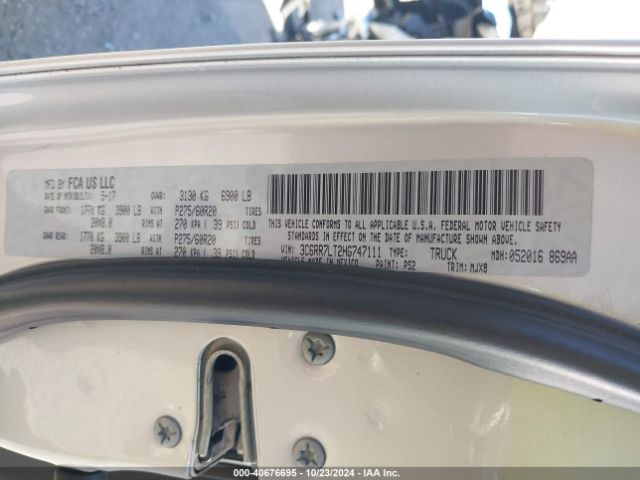 MFD BY FCA US LLC
DATE OF MFR(BUILT): 5-17 GVWR: 3130 KG 6900 LB
GAWR FRONT: 1770 KG 3900 LB WITH P275/60R20 TIRES
20X8.0 RIMS AT 270 KPA ( 39 PSI) COLD
GAWR REAR: 1770 KG 3900 LB WITH P275/60R20 TIRES
20X8.0 RIMS AT 270 KPA ( 39 PSI) COLD
THIS VEHICLE CONFORMS TO ALL APPLICABLE U.S.A. FEDERAL MOTOR VEHICLE SAFETY
STANDARDS IN EFFECT ON THE DATE OF MANUFACTURE SHOWN ABOVE.
VIN: 3C6RR7LT2HG747111 TYPE: TRUCK MDH: 052016 869AA
VEHICLE MADE IN MEXICO PAINT: PS2 TRIM: MJX8
000-40676695 - 10/23/2024 - IAA Inc.